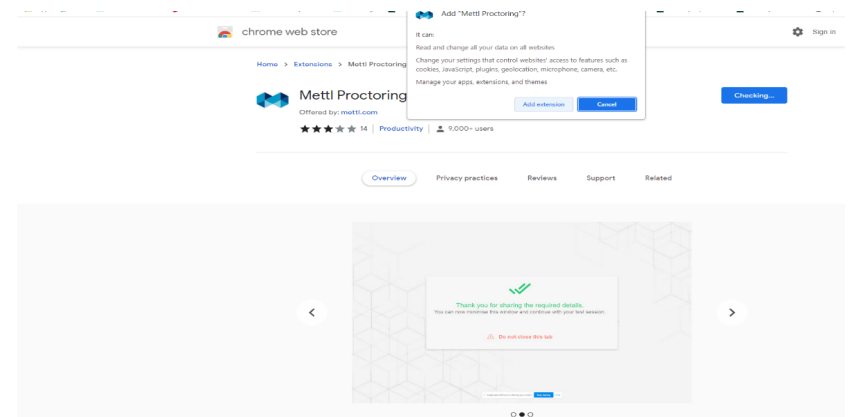 Add "Mettl Proctoring"?
chrome web store
Sign in
It can:
Read and change all your data on all websites
Change your settings that control websites' access to features such as
cookies, JavaScript, plugins, geolocation, microphone, camera, etc.
Manage your apps, extensions, and themes
Add extension
Cancel
Home > Extensions > Mettl Proctoring
Mettl Proctoring
Checking...
Offered by: mettl.com
14 | Productivity | 9,000+ users
Overview
Privacy practices
Reviews
Support
Related
Thank you for sharing the required details.
You can now minimise this window and continue with your test session.
Do not close this tab